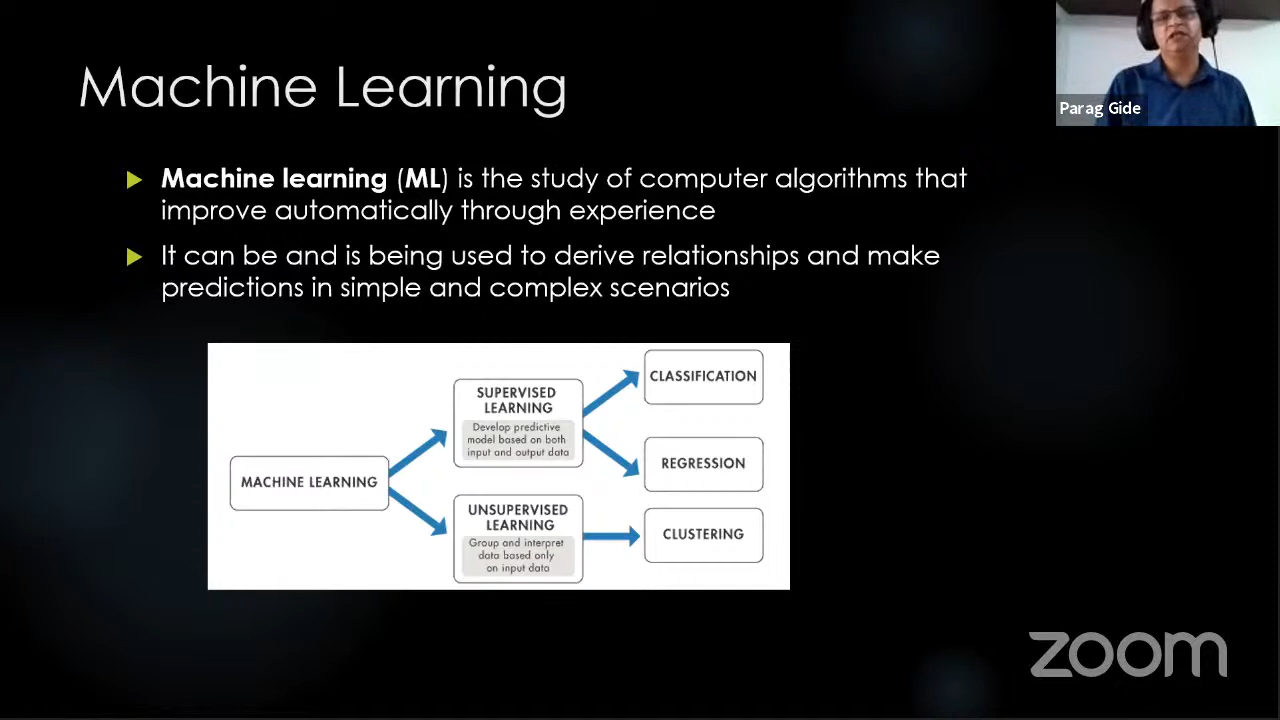 Machine Learning
Parag Gide
Machine learning (ML) is the study of computer algorithms that
improve automatically through experience
It can be and is being used to derive relationships and make
predictions in simple and complex scenarios
MACHINE LEARNING
SUPERVISED
LEARNING
Develop predictive
model based on both
input and output data
CLASSIFICATION
REGRESSION
UNSUPERVISED
LEARNING
Group and interpret
data based only
on input data
CLUSTERING
zoom